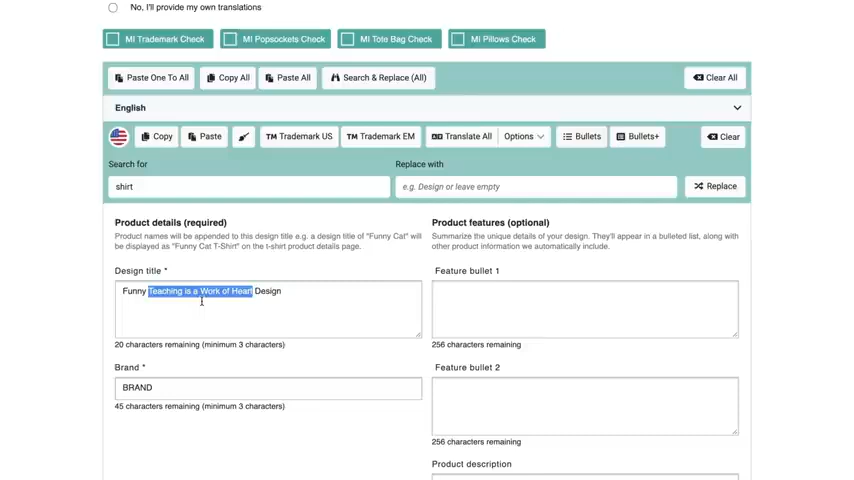 No, I'll provide my own translations
MI Trademark Check
MI Popsockets Check
MI Tote Bag Check
MI Pillows Check
Paste One To All
Copy All
Paste All
Search & Replace (All)
Clear All
English
Copy
Paste
TM Trademark US
TM Trademark EM
Translate All
Options
Bullets
Bullets+
Clear
Search for
Replace with
shirt
e.g. Design or leave empty
Replace
Product details (required)
Product names will be appended to this design title e.g. a design title of "Funny Cat" will
be displayed as "Funny Cat T-Shirt" on the t-shirt product details page.
Design title *
Funny Teaching is a Work of Heart Design
20 characters remaining (minimum 3 characters)
Brand *
BRAND
45 characters remaining (minimum 3 characters)
Product features (optional)
Summarize the unique details of your design. They'll appear in a bulleted list, along with
other product information we automatically include.
Feature bullet 1
256 characters remaining
Feature bullet 2
256 characters remaining
Product description